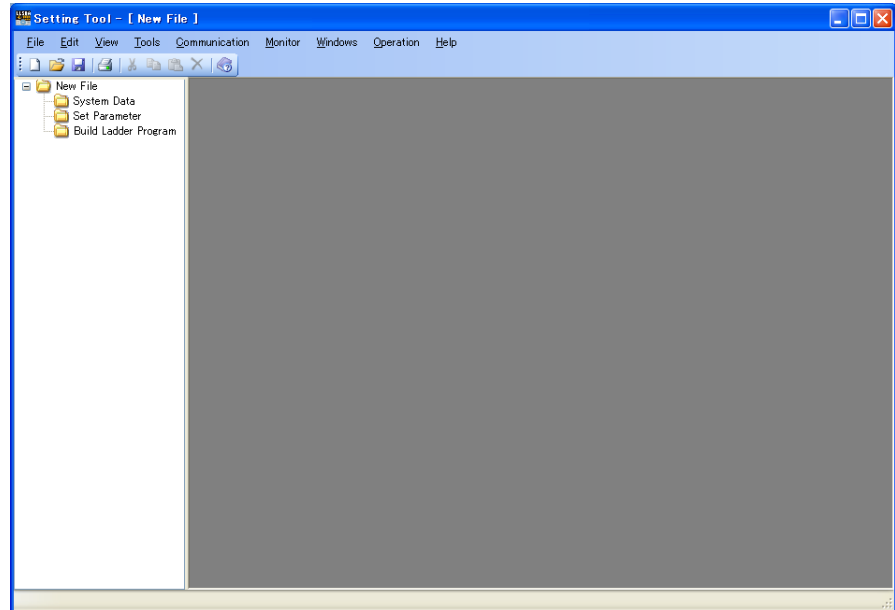 Setting Tool - [ New File ]
File Edit View Tools Communication Monitor Windows Operation Help
New File
System Data
Set Parameter
Build Ladder Program